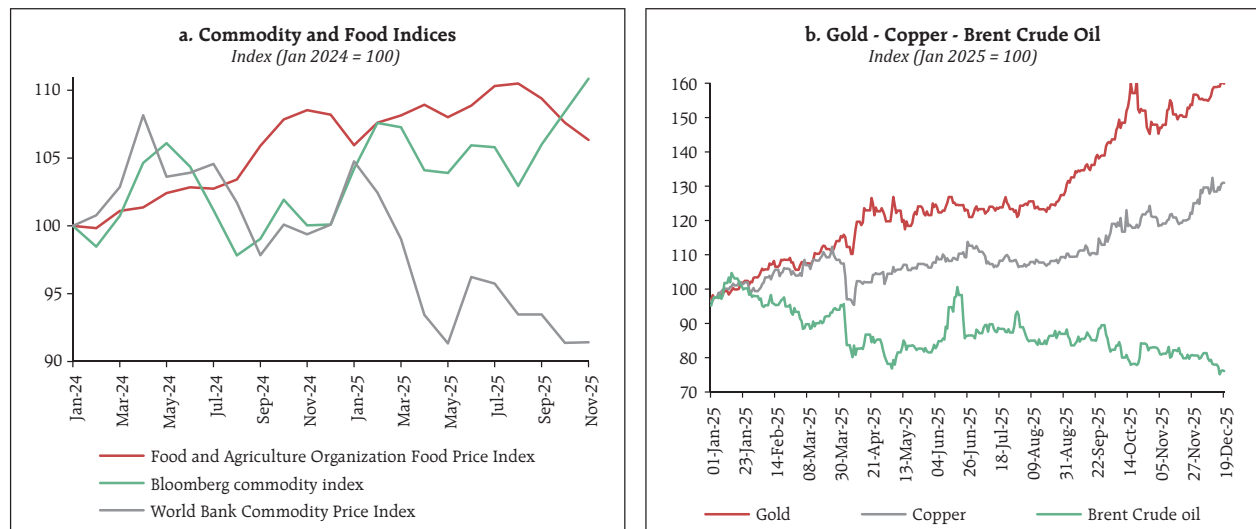 a. Commodity and Food Indices
Index (Jan 2024 = 100)
110
105
100
95
90
Jan-24
Mar-24
May-24
Jul-24
Sep-24
Nov-24
Jan-25
Mar-25
May-25
Jul-25
Sep-25
Nov-25
Food and Agriculture Organization Food Price Index
Bloomberg commodity index
World Bank Commodity Price Index
b. Gold - Copper - Brent Crude Oil
Index (Jan 2025 = 100)
160
150
140
130
120
110
100
90
80
70
01-Jan-25
23-Jan-25
14-Feb-25
08-Mar-25
30-Mar-25
21-Apr-25
13-May-25
04-Jun-25
26-Jun-25
18-Jul-25
09-Aug-25
31-Aug-25
22-Sep-25
14-Oct-25
05-Nov-25
27-Nov-25
19-Dec-25
Gold
Copper
Brent Crude oil